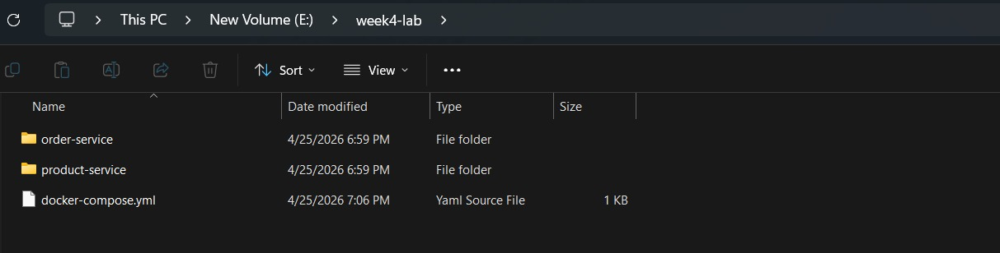 This PC New Volume (E:) week4-lab
Sort View
Name Date modified Type Size
order-service 4/25/2026 6:59 PM File folder
product-service 4/25/2026 6:59 PM File folder
docker-compose.yml 4/25/2026 7:06 PM Yaml Source File 1 KB